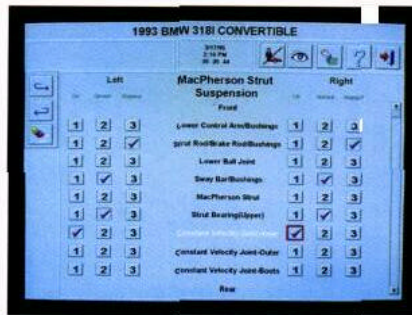 1993 BMW 318I CONVERTIBLE
Left
MacPherson Strut
Suspension
Right
Front
1 2 3 Lower Control Arm/Bushings 1 2 3
1 2 Strut Rod/Brake Rod/Bushings 1 2
1 2 3 Lower Ball Joint 1 2 3
1 3 Sway Bar/Bushings 1 3
1 2 3 MacPherson Strut 1 2 3
1 3 Strut Bearing(Upper) 1 3
2 3 Constant Velocity Joint-Inner 2 3
1 2 3 Constant Velocity Joint-Outer 1 2 3
1 2 3 Constant Velocity Joint-Boots 1 2 3
Rear